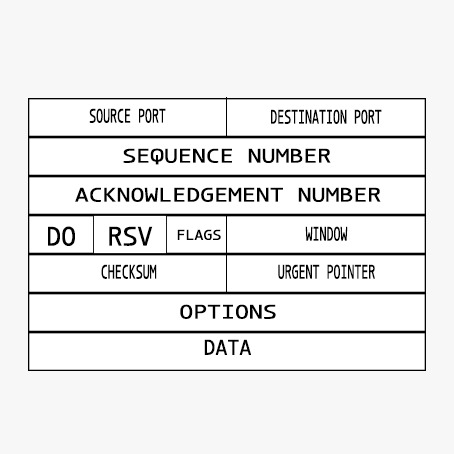 SOURCE PORT DESTINATION PORT
SEQUENCE NUMBER
ACKNOWLEDGEMENT NUMBER
DO RSV FLAGS WINDOW
CHECKSUM URGENT POINTER
OPTIONS
DATA